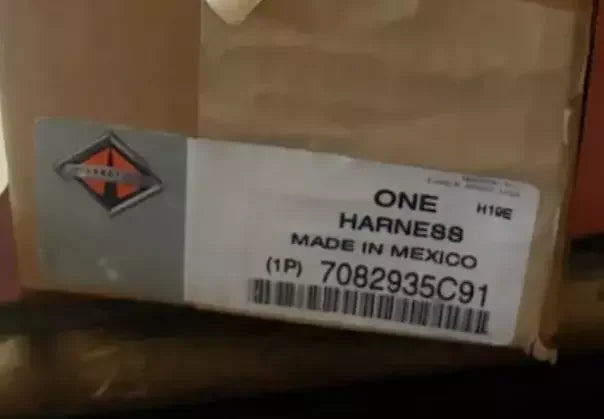 ONE H19E
HARNESS
MADE IN MEXICO
(1P) 7082935C91